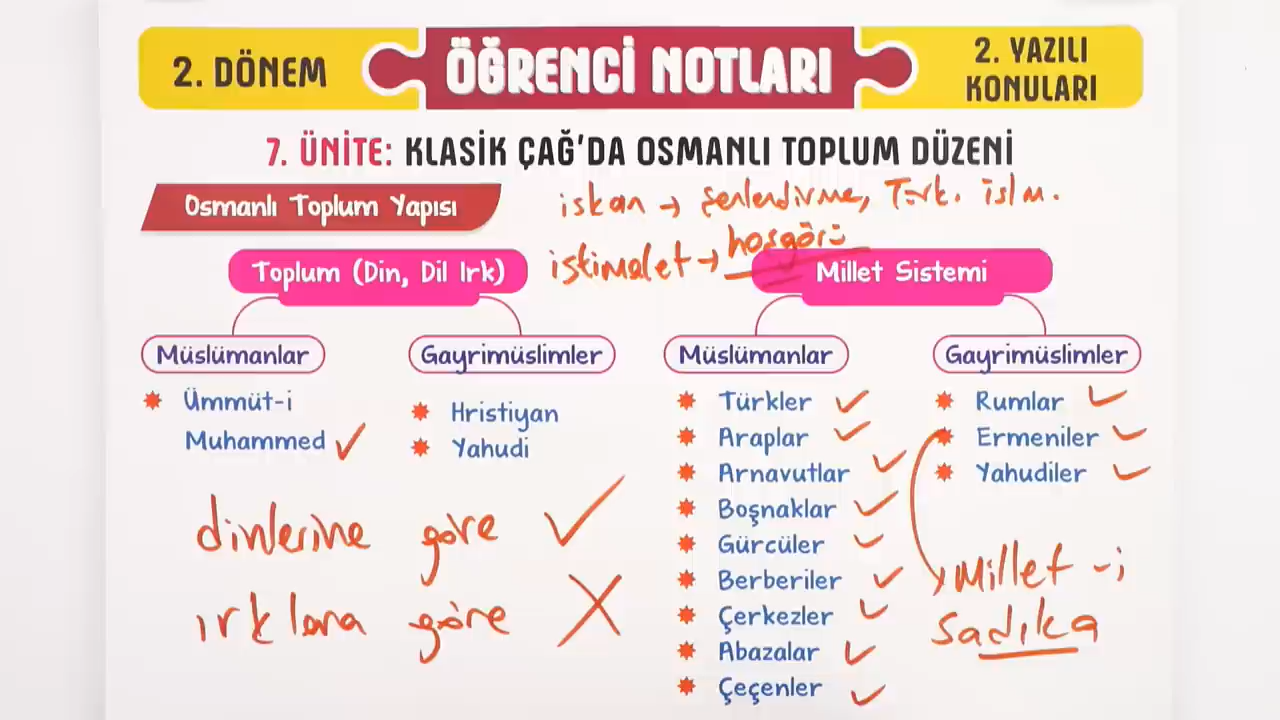 2. DÖNEM
ÖĞRENCİ NOTLARI
2. YAZILI
KONULARI
7. ÜNİTE: KLASİK ÇAĞ'DA OSMANLI TOPLUM DÜZENİ
Osmanlı Toplum Yapısı
iskan → şenlendirme, Türk. islm.
istimalet → hoşgörü
Toplum (Din, Dil Irk)
Müslümanlar
Ümmüt-i
Muhammed
Gayrimüslimler
Hristiyan
Yahudi
dinlerine göre
ırklara göre
Millet Sistemi
Müslümanlar
Türkler
Araplar
Arnavutlar
Boşnaklar
Gürcüler
Berberiler
Çerkezler
Abazalar
Çeçenler
Gayrimüslimler
Rumlar
Ermeniler
Yahudiler
Millet-i
sadıka